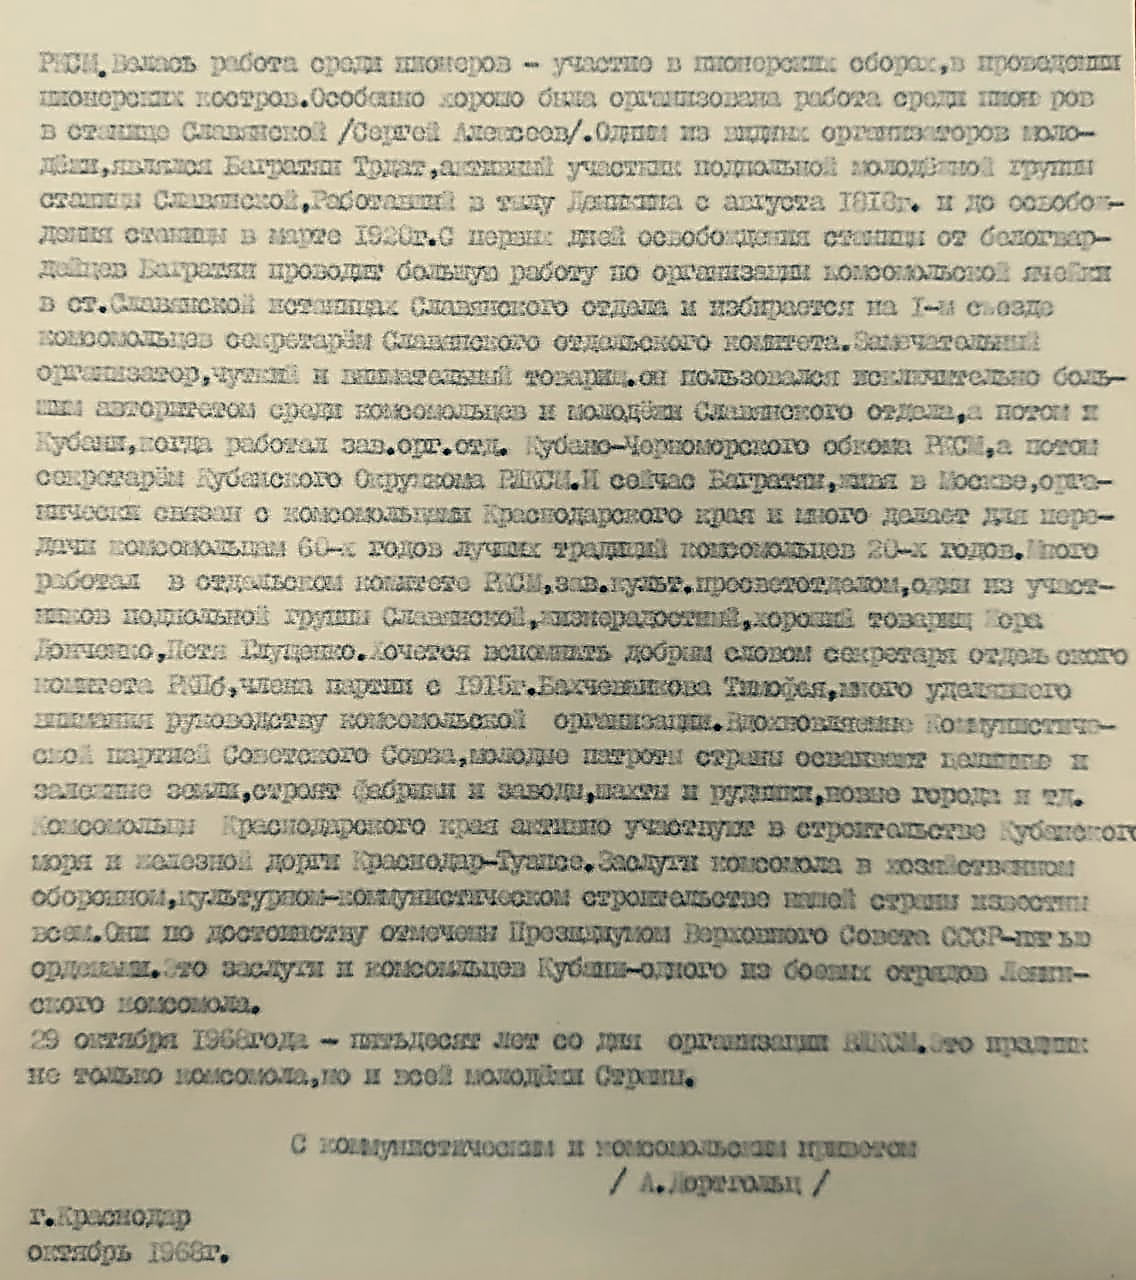 РКСМ. Велась работа среди пионеров - участие в пионерских сборах, в проведении
пионерских костров. Особенно хорошо была организована работа среди пион ров
в станице Славянской /Сергей Алексеев/. Одним из видных организаторов моло-
дёжи, являлся Багратян Трдат, активный участник подпольной молодёжной группы
станицы Славянской, Работавший в тылу Деникина с августа 1918г. и до освобож-
дения станицы в марте 1920г. С первых дней освобождения станицы от белогвар-
дейцев Багратян проводит большую работу по организации комсомольской ячейки
в ст. Славянской истаницах Славянского отдела и избирается на I-м съезде
комсомольцев секретарём Славянского отдельского комитета. Замечательный
организатор, чуткий и внимательный товарищ. он пользовался исключительно боль-
шим авторитетом среди комсомольцев и молодёжи Славянского отдела, а потом и
Кубани, когда работал зав. орг. отд. Кубано-Черноморского обкома РКСМ, а потом
секретарём Кубанского Окружкома РЛКСМ. И сейчас Багратян, живя в Москве, орга-
нически связан с комсомольцами Краснодарского края и много делает для пере-
дачи комсомольцам 60-х годов лучших традиций комсомольцев 20-х годов. Много
работал в отдельском комитете РКСМ, зав. культ. просветотделом, один из участ-
ников подпольной группы Славянской, жизнерадостный, хороший товарищ
Петя Глущенко. Хочется вспомнить добрым словом секретаря отдел ского
комитета члена партии с 1915г. Бахчевникова Тимофея, много уделявшего
внимания руководству комсомольской организации. Вдохновляемые Коммунистиче-
ской партией Советского Союза, молодые патроты страны осваивают целинные и
залежные земли, строят фабрики и заводы, шахты и рудники, новые города и тд.
Комсомольцы Краснодарского края активно участвуют в строительстве Кубанского
моря и железной дорги Краснодар-Туапсе. Заслуги комсомола в хозяйственном
оборонном, культурном-коммунистическом строительстве нашей страны известны
всем. Они по достоинству отмечены Президиумом Верховного Совета СССР-пятью
орденами. Это заслуги и комсомльцев Кубани-одного из боевых отрядов Ленин-
ского комсомола.
29 октября 1968года - пятьдесят лет со дня организации ВЛКСМ. Это праздник
не только комсомола, но и всей молодёжи Страны.
С коммунистическим и комсомольским приветом
/ А. /
г. Краснодар
октябрь 1968г.